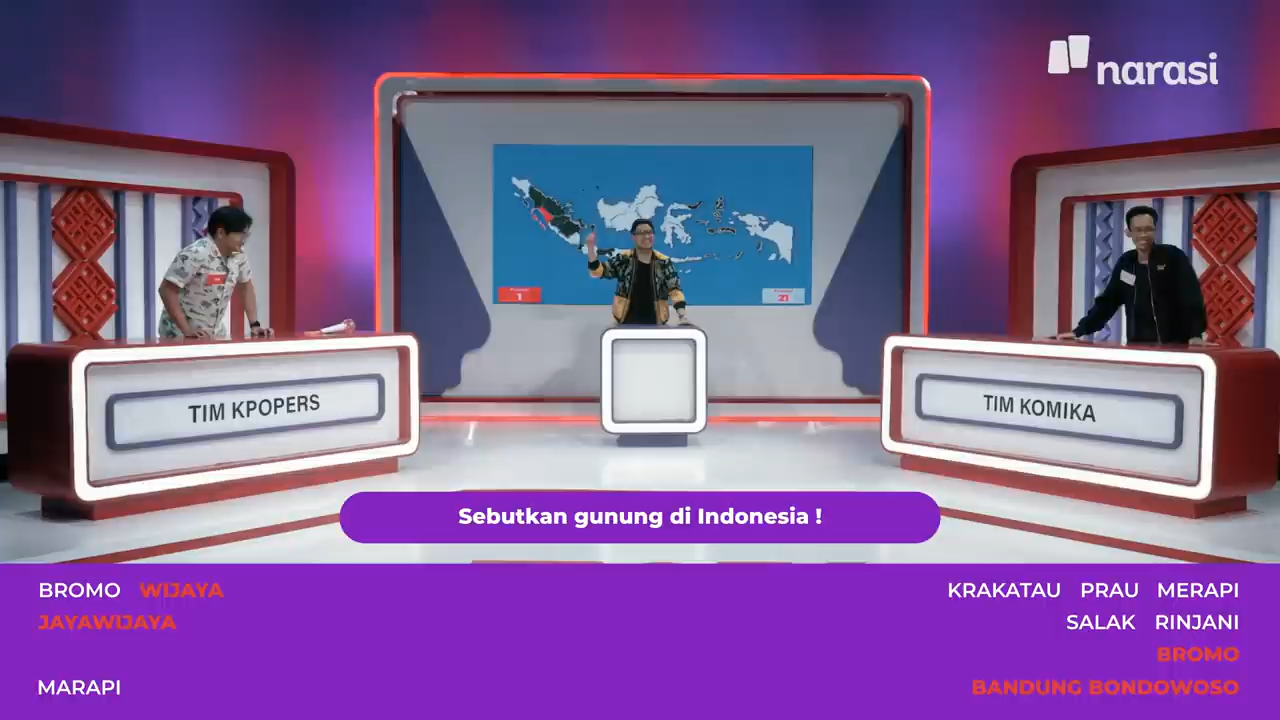 narasi
1
21
TIM KPOPERS
TIM KOMIKA
Sebutkan gunung di Indonesia !
BROMO WIJAYA
JAYAWIJAYA
MARAPI
KRAKATAU PRAU MERAPI
SALAK RINJANI
BROMO
BANDUNG BONDOWOSO